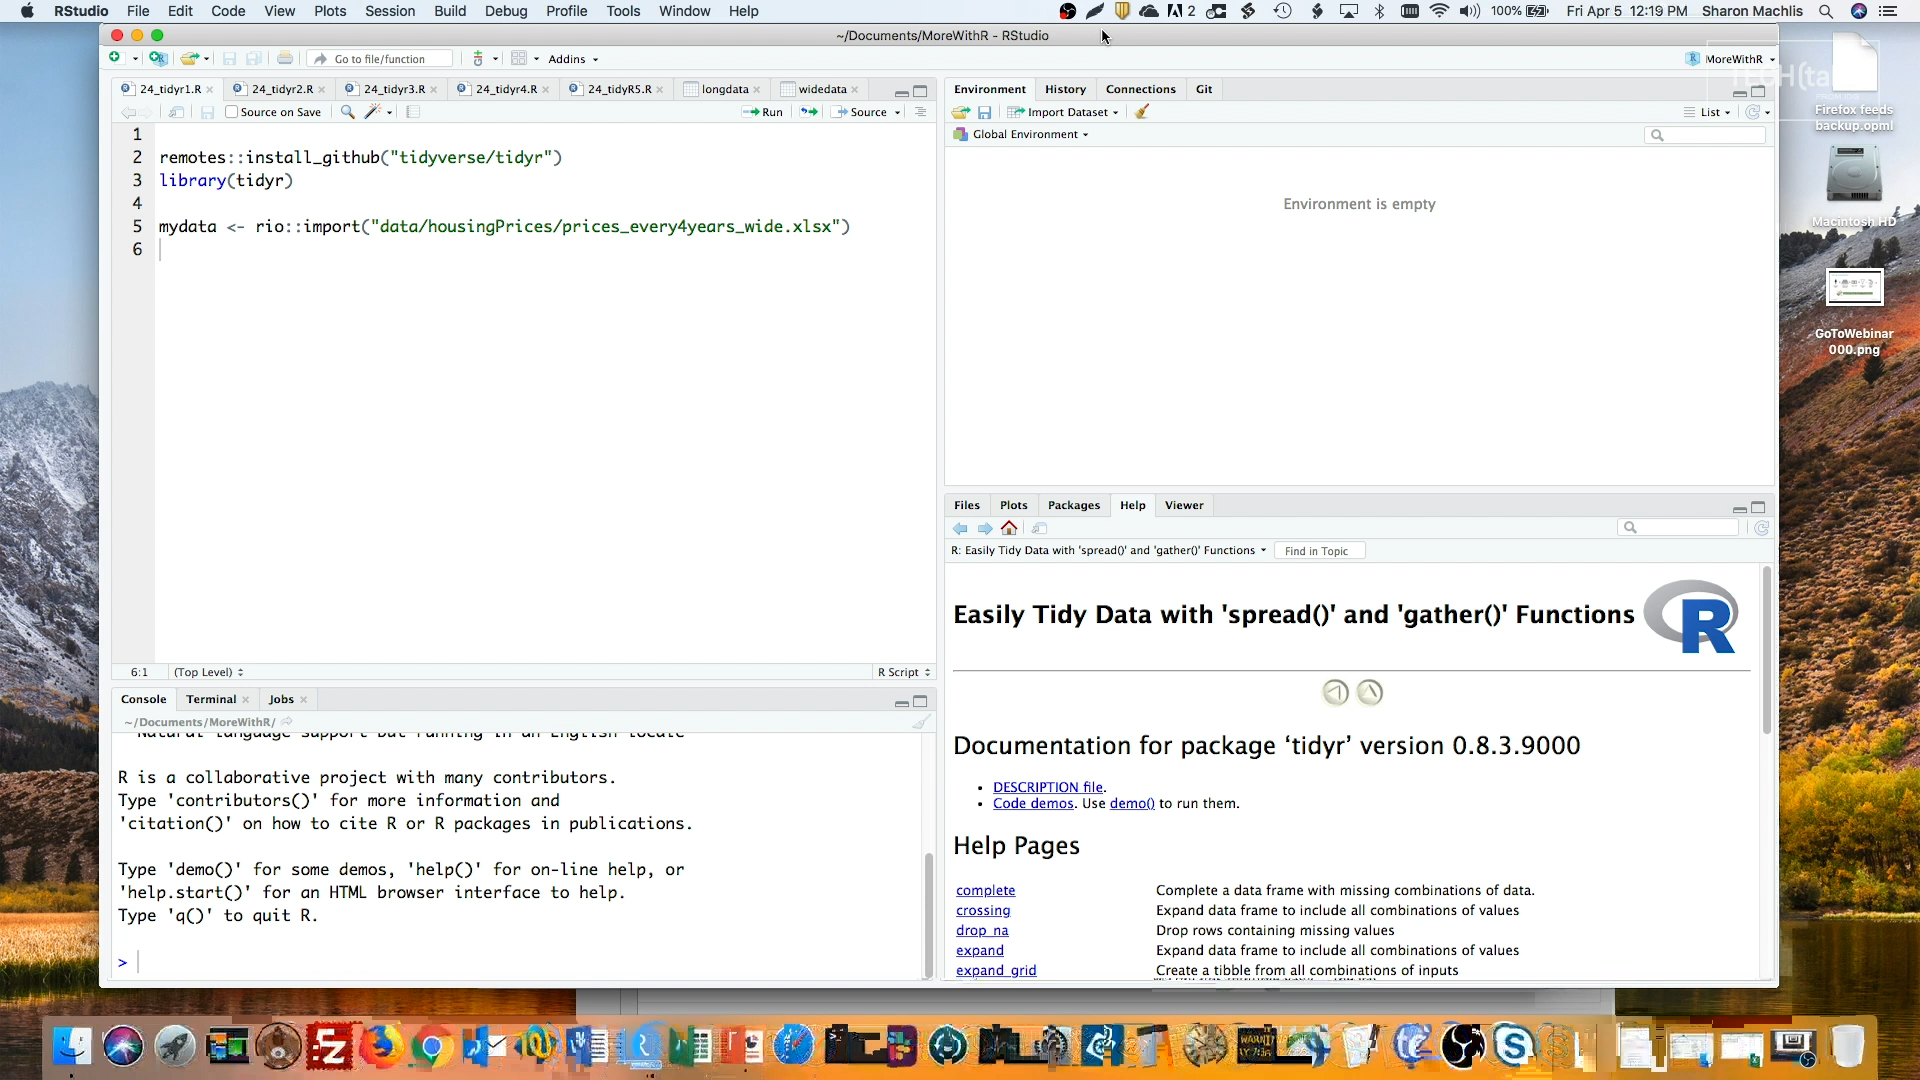 RStudio File Edit Code View Plots Session Build Debug Profile Tools Window Help
2 100% Fri Apr 5 12:19 PM Sharon Machlis
~/Documents/MoreWithR - RStudio
Go to file/function Addins MoreWithR
24_tidyr1.R 24_tidyr2.R 24_tidyr3.R 24_tidyr4.R 24_tidyR5.R longdata widedata
Source on Save Run Source
1
2 remotes::install_github("tidyverse/tidyr")
3 library(tidyr)
4
5 mydata <- rio::import("data/housingPrices/prices_every4years_wide.xlsx")
6
6:1 (Top Level) R Script
Console Terminal Jobs
~/Documents/MoreWithR/
Natural language support but running in an English locale
R is a collaborative project with many contributors.
Type 'contributors()' for more information and
'citation()' on how to cite R or R packages in publications.
Type 'demo()' for some demos, 'help()' for on-line help, or
'help.start()' for an HTML browser interface to help.
Type 'q()' to quit R.
>
Environment History Connections Git
Import Dataset List
Global Environment
Environment is empty
Files Plots Packages Help Viewer
R: Easily Tidy Data with 'spread()' and 'gather()' Functions Find in Topic
Easily Tidy Data with 'spread()' and 'gather()' Functions
R
Documentation for package ‘tidyr’ version 0.8.3.9000
• DESCRIPTION file.
• Code demos. Use demo() to run them.
Help Pages
complete Complete a data frame with missing combinations of data.
crossing Expand data frame to include all combinations of values
drop_na Drop rows containing missing values
expand Expand data frame to include all combinations of values
expand_grid Create a tibble from all combinations of inputs
Firefox feeds
backup.opml
Macintosh HD
GoToWebinar
000.png